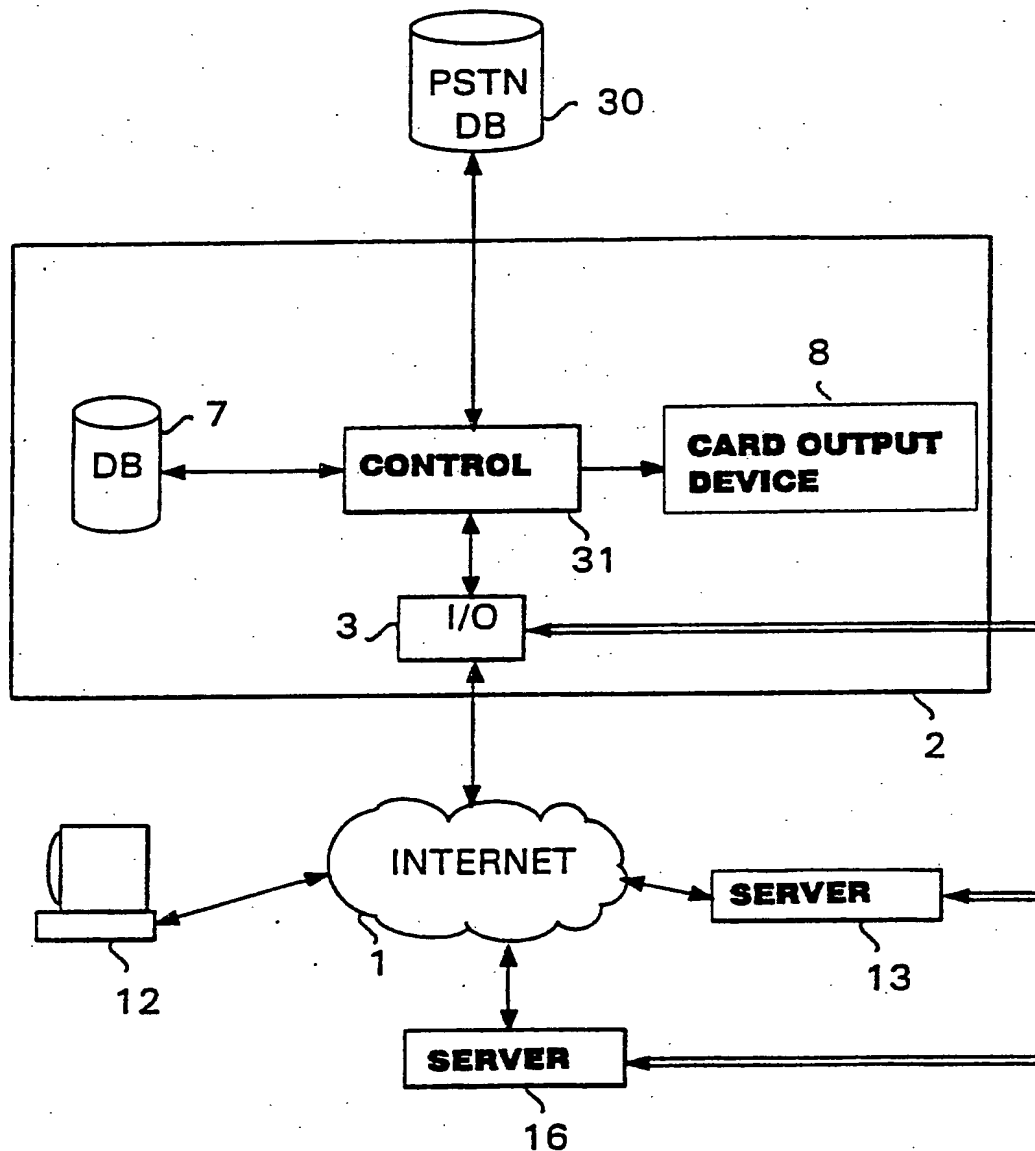 PSTN
DB
30
8
7
DB
CONTROL
CARD OUTPUT
DEVICE
31
3
I/O
2
INTERNET
SERVER
1
13
12
SERVER
16